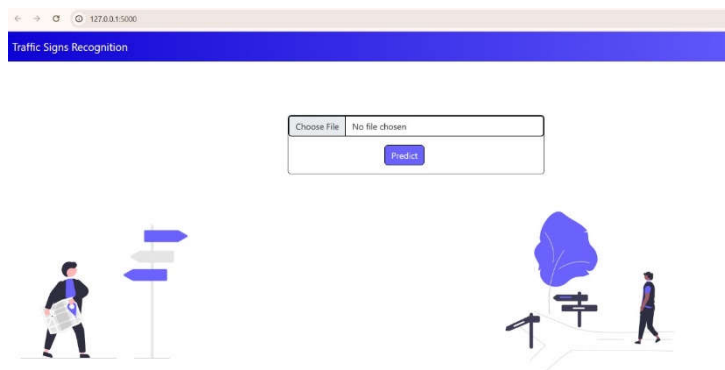 127.0.0.1:5000
Traffic Signs Recognition
Choose File No file chosen
Predict